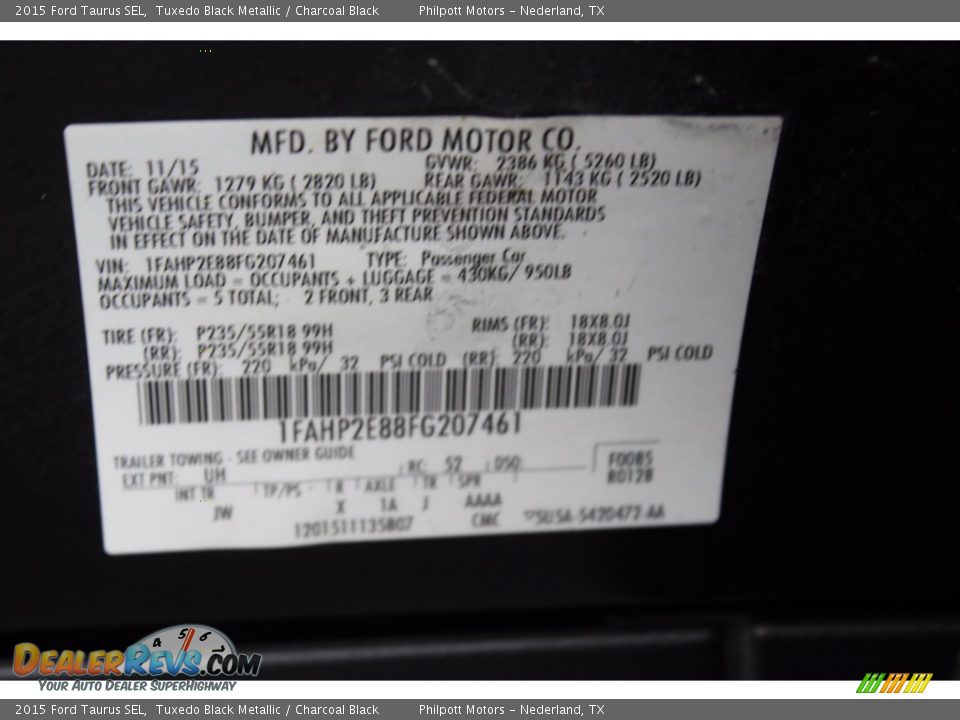 2015 Ford Taurus SEL, Tuxedo Black Metallic / Charcoal Black Philpott Motors - Nederland, TX
MFD. BY FORD MOTOR CO.
DATE: 11/15 GVWR: 2386 KG ( 5260 LB)
FRONT GAWR: 1279 KG ( 2820 LB) REAR GAWR: 1143 KG ( 2520 LB)
THIS VEHICLE CONFORMS TO ALL APPLICABLE FEDERAL MOTOR
VEHICLE SAFETY, BUMPER, AND THEFT PREVENTION STANDARDS
IN EFFECT ON THE DATE OF MANUFACTURE SHOWN ABOVE.
VIN: 1FAHP2E88FG207461 TYPE: Passenger Car
MAXIMUM LOAD = OCCUPANTS + LUGGAGE = 430KG/ 950LB
OCCUPANTS = 5 TOTAL; 2 FRONT, 3 REAR
TIRE (FR): P235/55R18 99H RIMS (FR): 18X8.0J
(RR): P235/55R18 99H (RR): 18X8.0J
PRESSURE (FR): 220 kPa/ 32 PSI COLD (RR): 220 kPa/ 32 PSI COLD
1FAHP2E88FG207461
TRAILER TOWING - SEE OWNER GUIDE
EXT PNT: UH RC: 52 DSO: F0085
R0128
INT TR TP/PS R AXLE TR SPR
JW X 1A J AAAA
1201511135807 CMC 5U5A-5420472-AA
DEALERREVS.COM
4 5 6
YOUR AUTO DEALER SUPERHIGHWAY
2015 Ford Taurus SEL, Tuxedo Black Metallic / Charcoal Black Philpott Motors - Nederland, TX